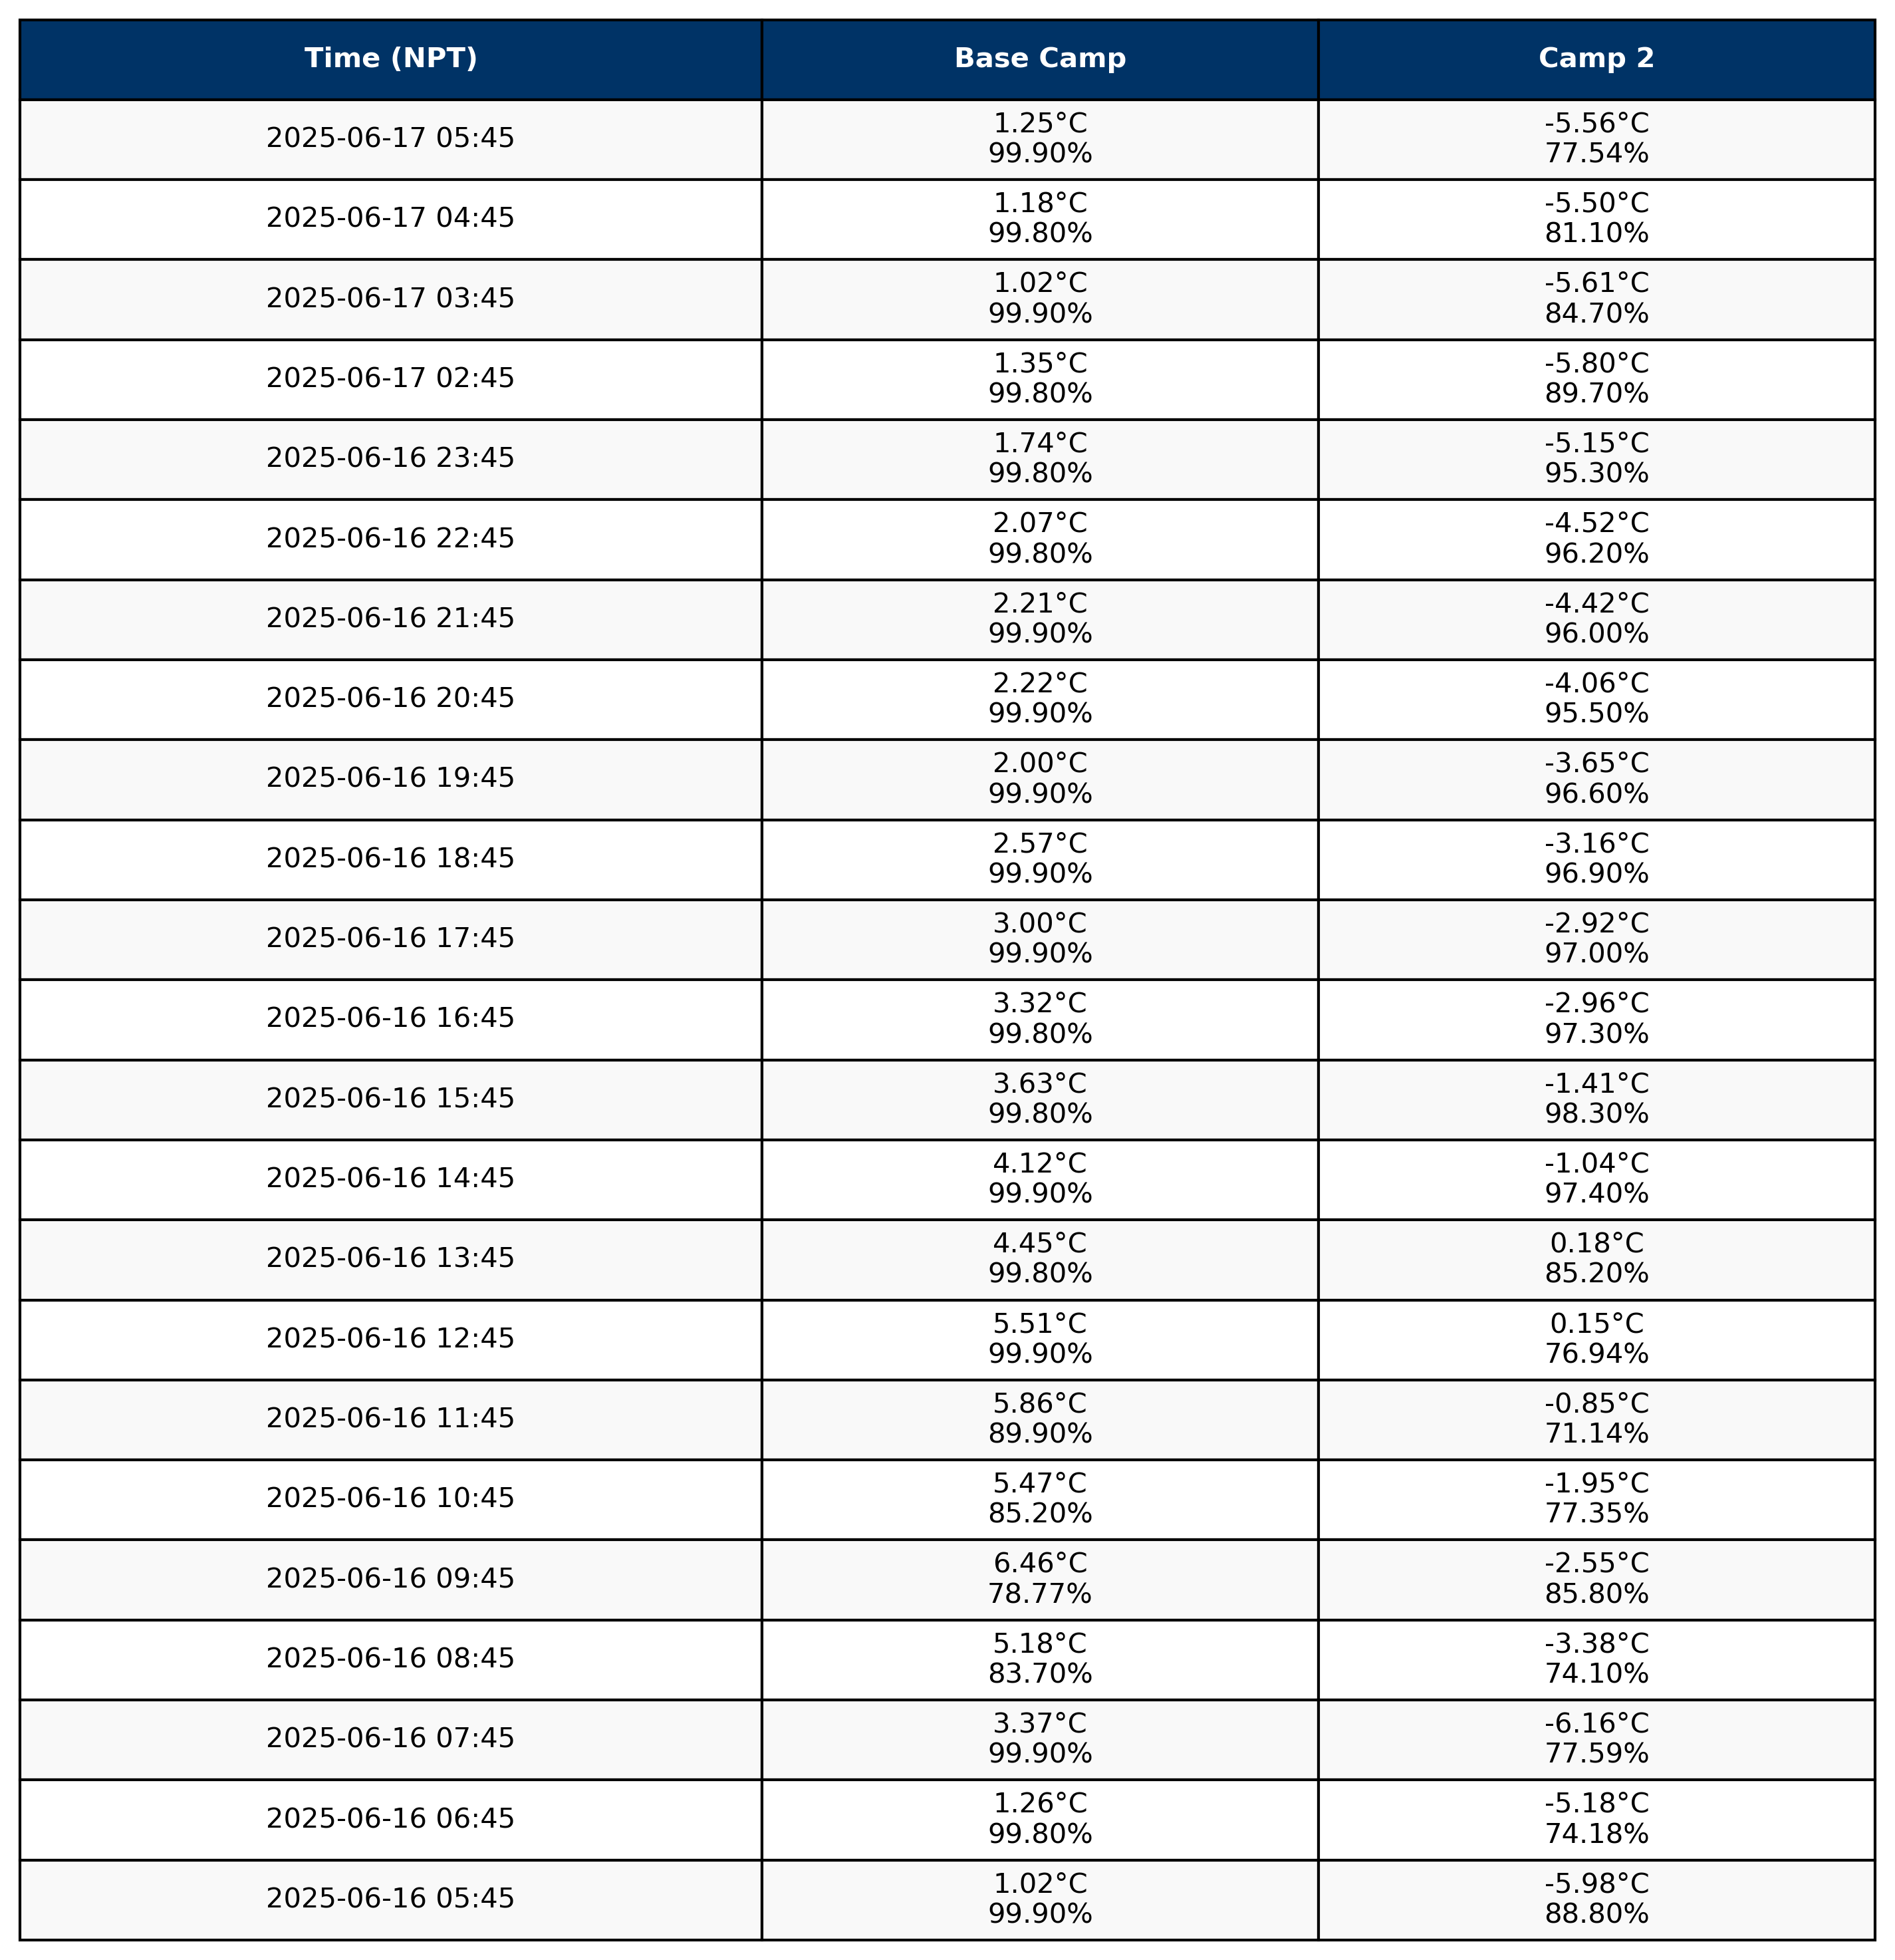 Time (NPT) Base Camp Camp 2
2025-06-17 05:45 1.25°C -5.56°C
99.90% 77.54%
2025-06-17 04:45 1.18°C -5.50°C
99.80% 81.10%
2025-06-17 03:45 1.02°C -5.61°C
99.90% 84.70%
2025-06-17 02:45 1.35°C -5.80°C
99.80% 89.70%
2025-06-16 23:45 1.74°C -5.15°C
99.80% 95.30%
2025-06-16 22:45 2.07°C -4.52°C
99.80% 96.20%
2025-06-16 21:45 2.21°C -4.42°C
99.90% 96.00%
2025-06-16 20:45 2.22°C -4.06°C
99.90% 95.50%
2025-06-16 19:45 2.00°C -3.65°C
99.90% 96.60%
2025-06-16 18:45 2.57°C -3.16°C
99.90% 96.90%
2025-06-16 17:45 3.00°C -2.92°C
99.90% 97.00%
2025-06-16 16:45 3.32°C -2.96°C
99.80% 97.30%
2025-06-16 15:45 3.63°C -1.41°C
99.80% 98.30%
2025-06-16 14:45 4.12°C -1.04°C
99.90% 97.40%
2025-06-16 13:45 4.45°C 0.18°C
99.80% 85.20%
2025-06-16 12:45 5.51°C 0.15°C
99.90% 76.94%
2025-06-16 11:45 5.86°C -0.85°C
89.90% 71.14%
2025-06-16 10:45 5.47°C -1.95°C
85.20% 77.35%
2025-06-16 09:45 6.46°C -2.55°C
78.77% 85.80%
2025-06-16 08:45 5.18°C -3.38°C
83.70% 74.10%
2025-06-16 07:45 3.37°C -6.16°C
99.90% 77.59%
2025-06-16 06:45 1.26°C -5.18°C
99.80% 74.18%
2025-06-16 05:45 1.02°C -5.98°C
99.90% 88.80%